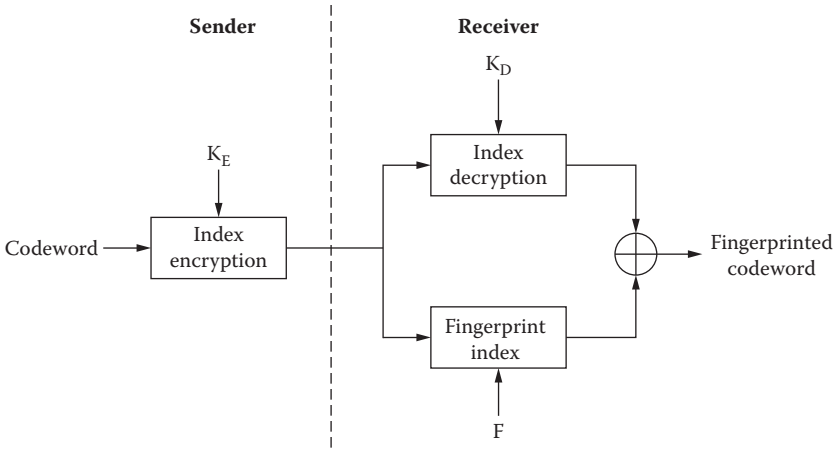 Sender
Receiver
K_D
K_E
Index
decryption
Codeword
Index
encryption
Fingerprinted
codeword
Fingerprint
index
F